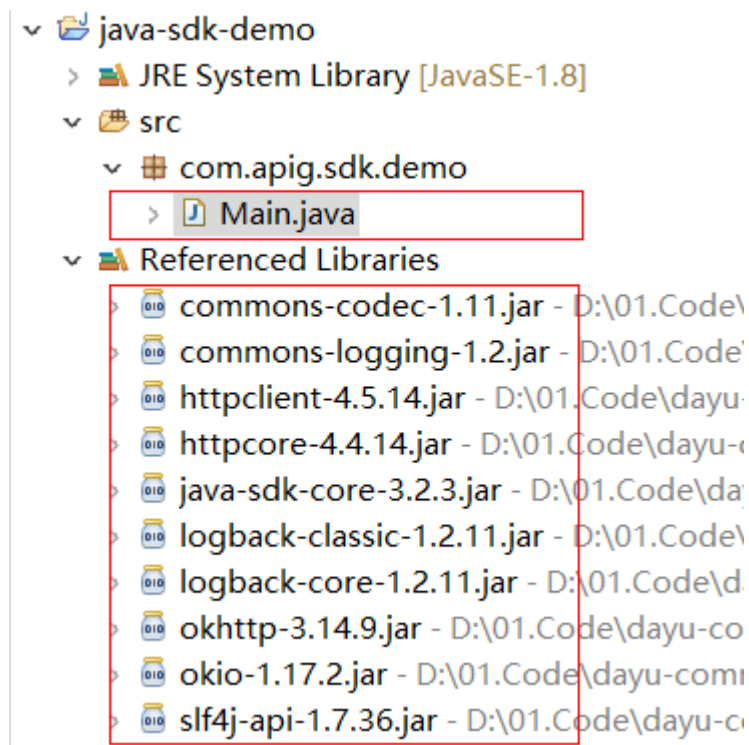 java-sdk-demo
JRE System Library [JavaSE-1.8]
src
com.apig.sdk.demo
Main.java
Referenced Libraries
commons-codec-1.11.jar - D:\01.Code\
commons-logging-1.2.jar - D:\01.Code\
httpclient-4.5.14.jar - D:\01.Code\dayu-
httpcore-4.4.14.jar - D:\01.Code\dayu-c
java-sdk-core-3.2.3.jar - D:\01.Code\day
logback-classic-1.2.11.jar - D:\01.Code\
logback-core-1.2.11.jar - D:\01.Code\da
okhttp-3.14.9.jar - D:\01.Code\dayu-co
okio-1.17.2.jar - D:\01.Code\dayu-comm
slf4j-api-1.7.36.jar - D:\01.Code\dayu-co